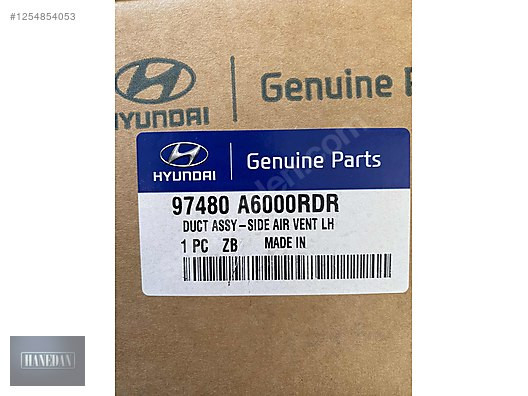 #1254854053
Genuine P
HYUNDAI
HYUNDAI
Genuine Parts
97480 A6000RDR
DUCT ASSY-SIDE AIR VENT LH
1 PC ZB MADE IN
HANEDAN